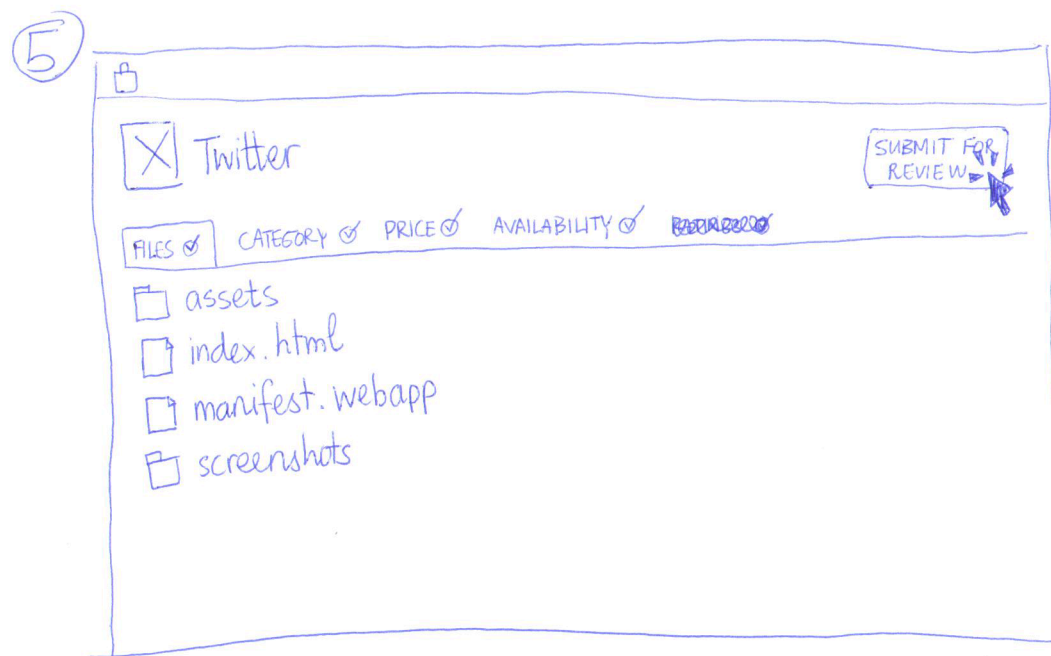 5
Twitter
SUBMIT FOR
REVIEW
FILES CATEGORY PRICE AVAILABILITY
assets
index.html
manifest.webapp
screenshots